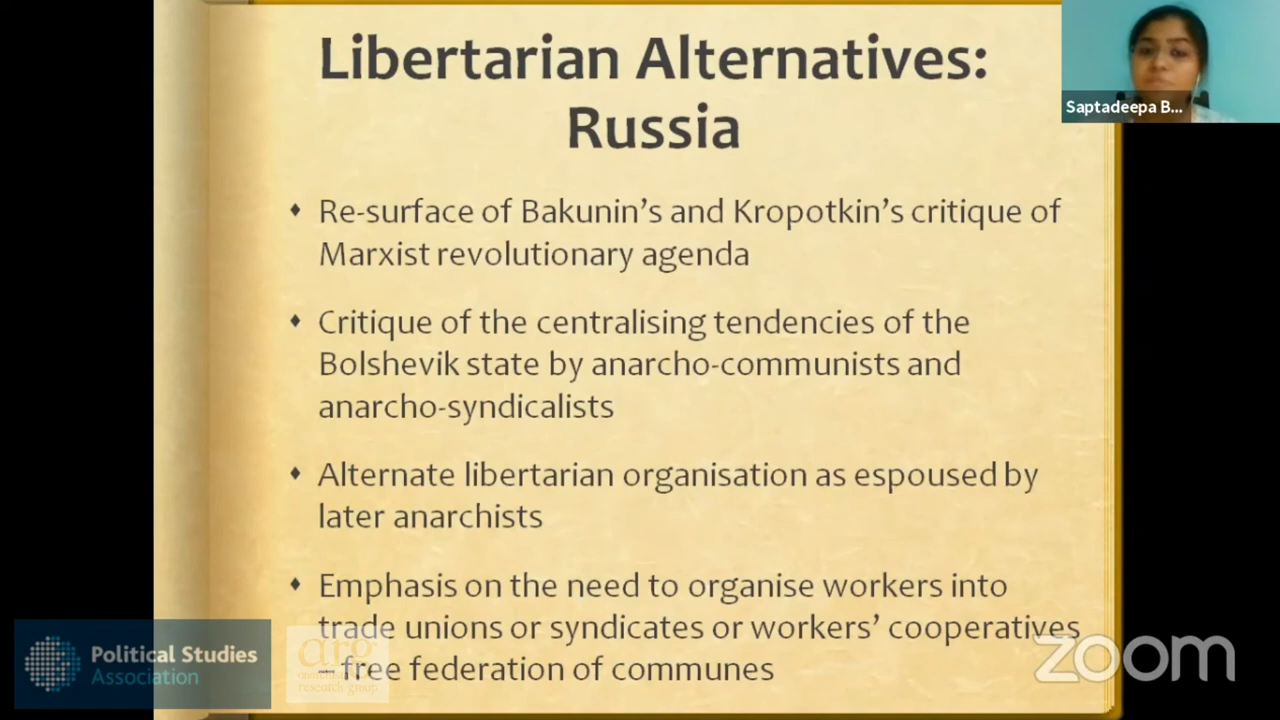 Libertarian Alternatives:
Russia
Saptadeepa B...
♦ Re-surface of Bakunin's and Kropotkin's critique of
Marxist revolutionary agenda
♦ Critique of the centralising tendencies of the
Bolshevik state by anarcho-communists and
anarcho-syndicalists
♦ Alternate libertarian organisation as espoused by
later anarchists
♦ Emphasis on the need to organise workers into
trade unions or syndicates or workers' cooperatives
free federation of communes
Political Studies
Association
arg
research group
zoom